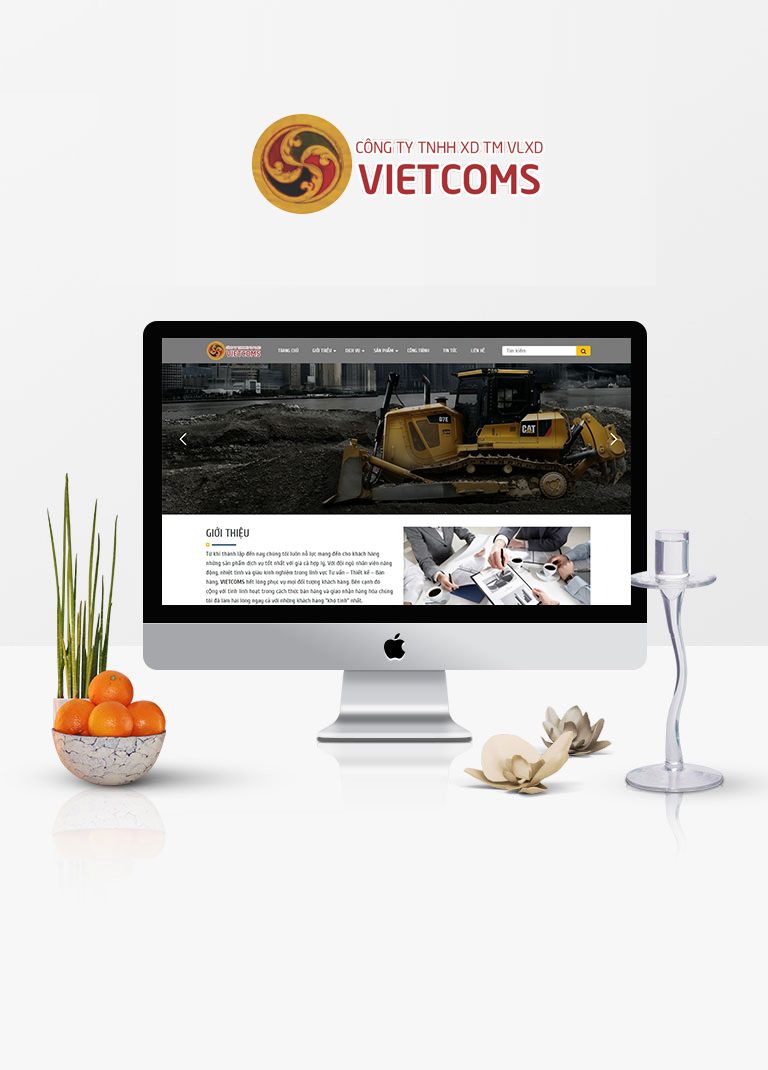 CÔNG TY TNHH XD TM VLXD
VIETCOMS
VIETCOMS
TRANG CHỦ GIỚI THIỆU DỊCH VỤ SẢN PHẨM CÔNG TRÌNH TIN TỨC LIÊN HỆ Tìm kiếm
D7E
CAT
GIỚI THIỆU
Từ khi thành lập đến nay chúng tôi luôn nỗ lực mang đến cho khách hàng
những sản phẩm dịch vụ tốt nhất với giá cả hợp lý. Với đội ngũ nhân viên năng
động, nhiệt tình và giàu kinh nghiệm trong lĩnh vực Tư vấn – Thiết kế – Bán
hàng, VIETCOMS hết lòng phục vụ mọi đối tượng khách hàng. Bên cạnh đó
cộng với tính linh hoạt trong cách thức bán hàng và giao nhận hàng hóa chúng
tôi đã làm hài lòng ngay cả với những khách hàng "khó tính" nhất.